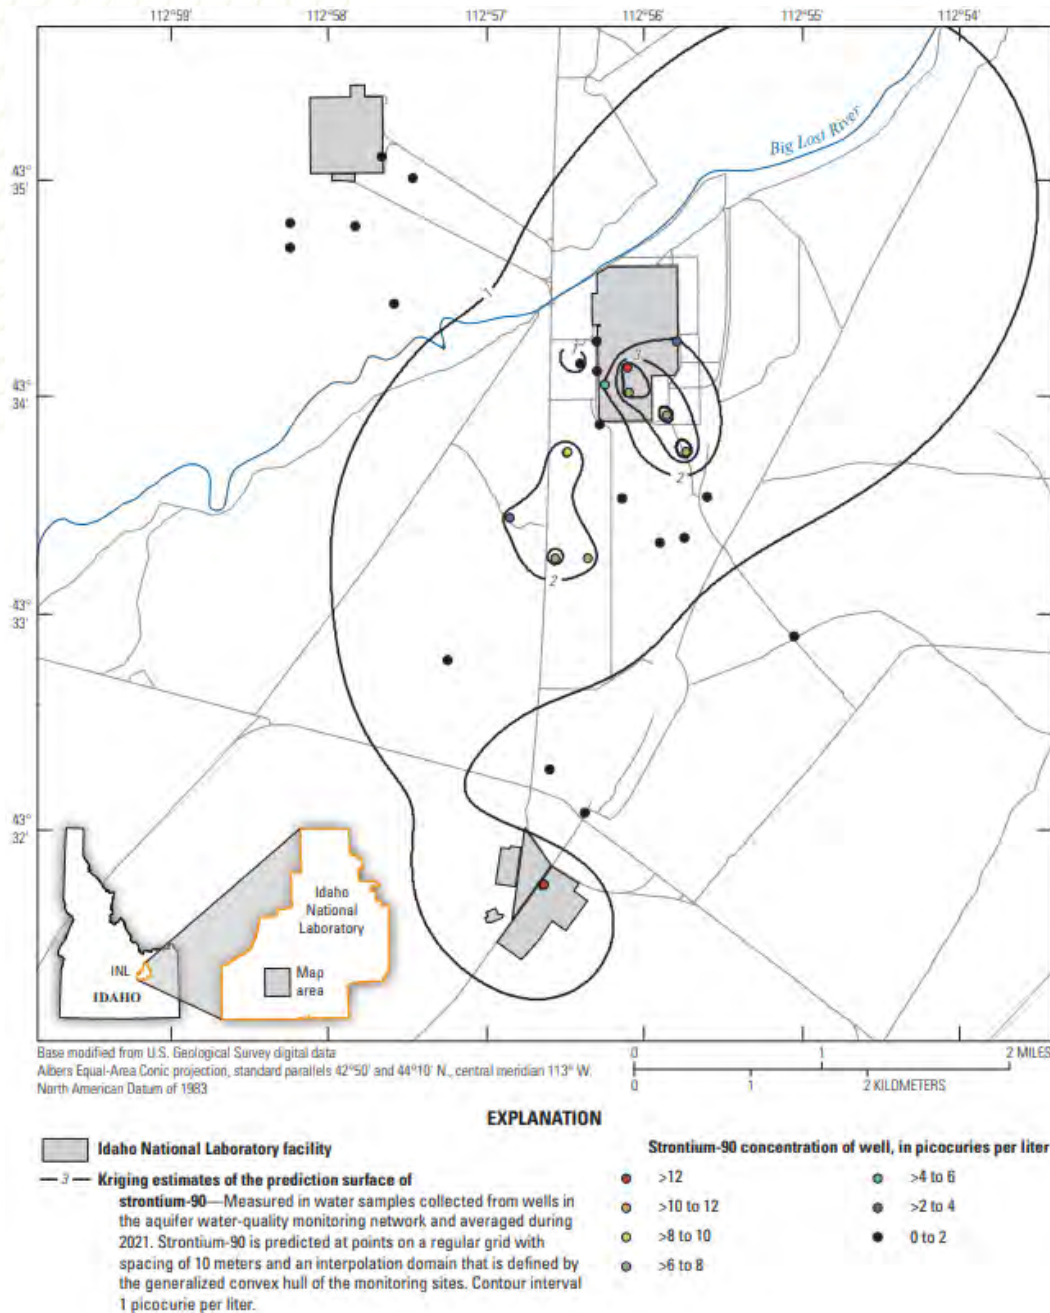 112°59' 112°58' 112°57' 112°56' 112°55' 112°54'
Big Lost River
43°
35'
1
3
43°
34'
2
2
43°
33'
43°
32'
Idaho
National
Laboratory
INL
IDAHO
Map
area
Base modified from U.S. Geological Survey digital data
Albers Equal-Area Conic projection, standard parallels 42°50' and 44°10' N., central meridian 113° W.
North American Datum of 1983
0 1 2 MILES
0 1 2 KILOMETERS
EXPLANATION
Idaho National Laboratory facility
3 Kriging estimates of the prediction surface of
strontium-90—Measured in water samples collected from wells in
the aquifer water-quality monitoring network and averaged during
2021. Strontium-90 is predicted at points on a regular grid with
spacing of 10 meters and an interpolation domain that is defined by
the generalized convex hull of the monitoring sites. Contour interval
1 picocurie per liter.
Strontium-90 concentration of well, in picocuries per liter
>12
>10 to 12
>8 to 10
>6 to 8
>4 to 6
>2 to 4
0 to 2